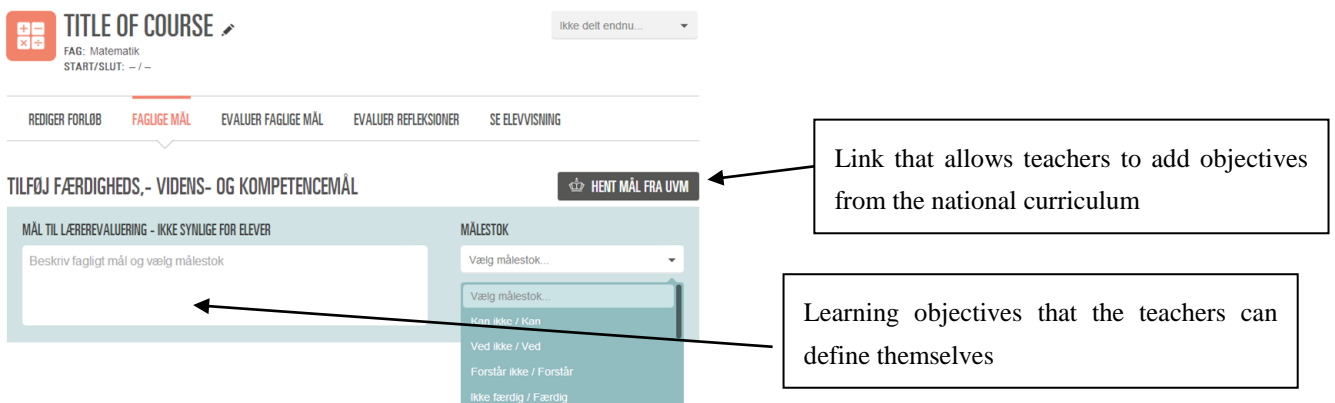 TITLE OF COURSE
FAG: Matematik
START/SLUT: – / –
Ikke delt endnu...
REDIGER FORLØB FAGLIGE MÅL EVALUER FAGLIGE MÅL EVALUER REFLEKSIONER SE ELEVVISNING
TILFØJ FÆRDIGHEDS,- VIDENS- OG KOMPETENCEMÅL
HENT MÅL FRA UVM
MÅL TIL LÆREREVALUERING - IKKE SYNLIGE FOR ELEVER
Beskriv fagligt mål og vælg målestok
MÅLESTOK
Vælg målestok...
Vælg målestok...
Kan ikke / Kan
Ved ikke / Ved
Forstår ikke / Forstår
Ikke færdig / Færdig
Link that allows teachers to add objectives
from the national curriculum
Learning objectives that the teachers can
define themselves